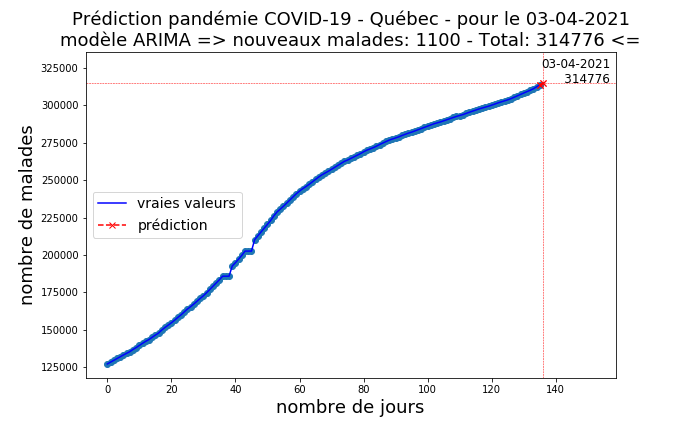 Prédiction pandémie COVID-19 - Québec - pour le 03-04-2021
modèle ARIMA => nouveaux malades: 1100 - Total: 314776 <=
03-04-2021
314776
325000
300000
275000
250000
225000
200000
175000
150000
125000
nombre de malades
vraies valeurs
prédiction
0 20 40 60 80 100 120 140
nombre de jours